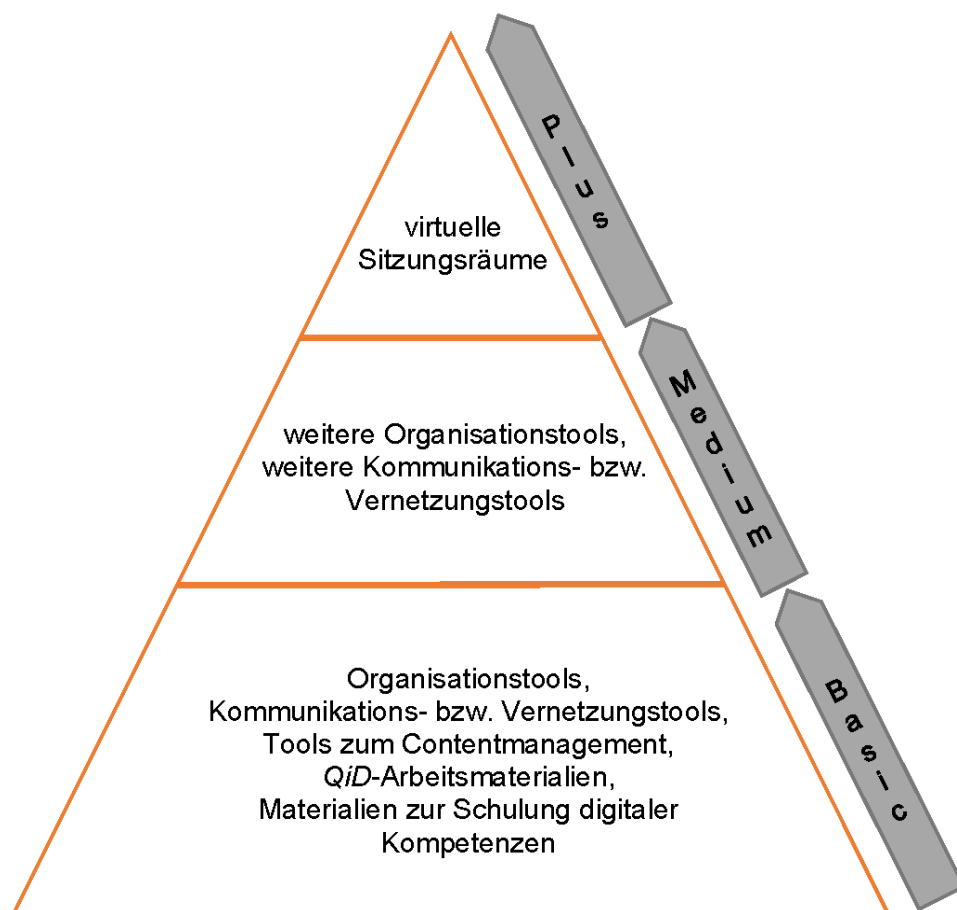 Plus
virtuelle
Sitzungsräume
Medium
weitere Organisationstools,
weitere Kommunikations- bzw.
Vernetzungstools
Basic
Organisationstools,
Kommunikations- bzw. Vernetzungstools,
Tools zum Contentmanagement,
QiD-Arbeitsmaterialien,
Materialien zur Schulung digitaler
Kompetenzen